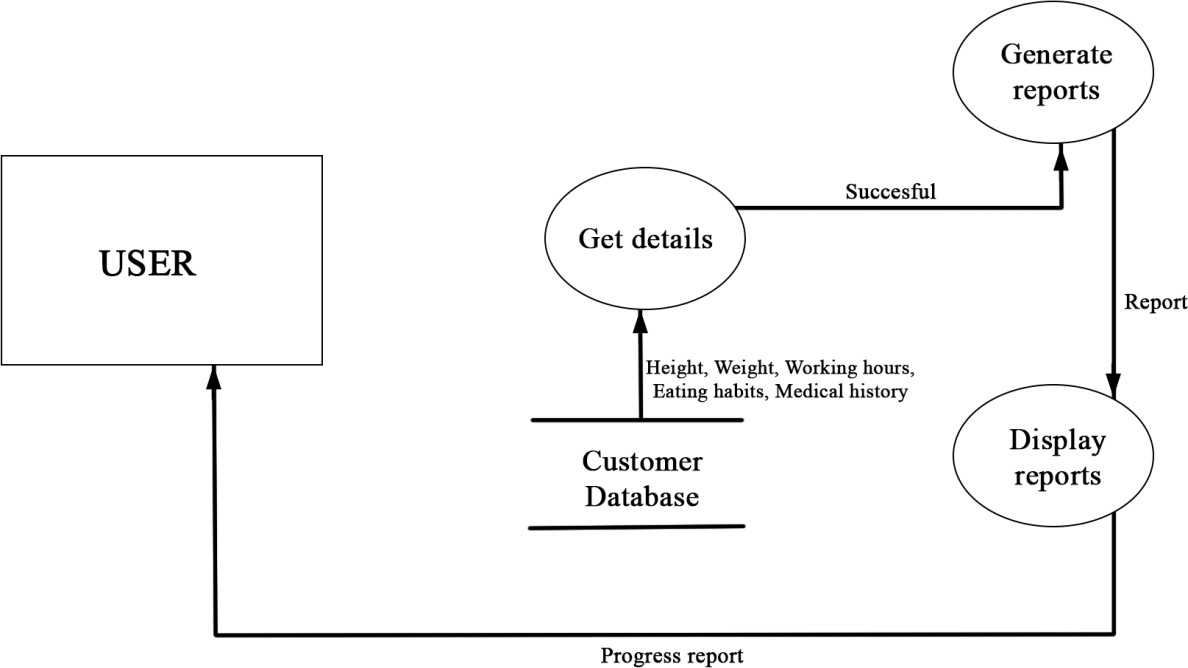 Generate
reports
Succesful
Get details
USER
Report
Height, Weight, Working hours,
Eating habits, Medical history
Display
reports
Customer
Database
Progress report